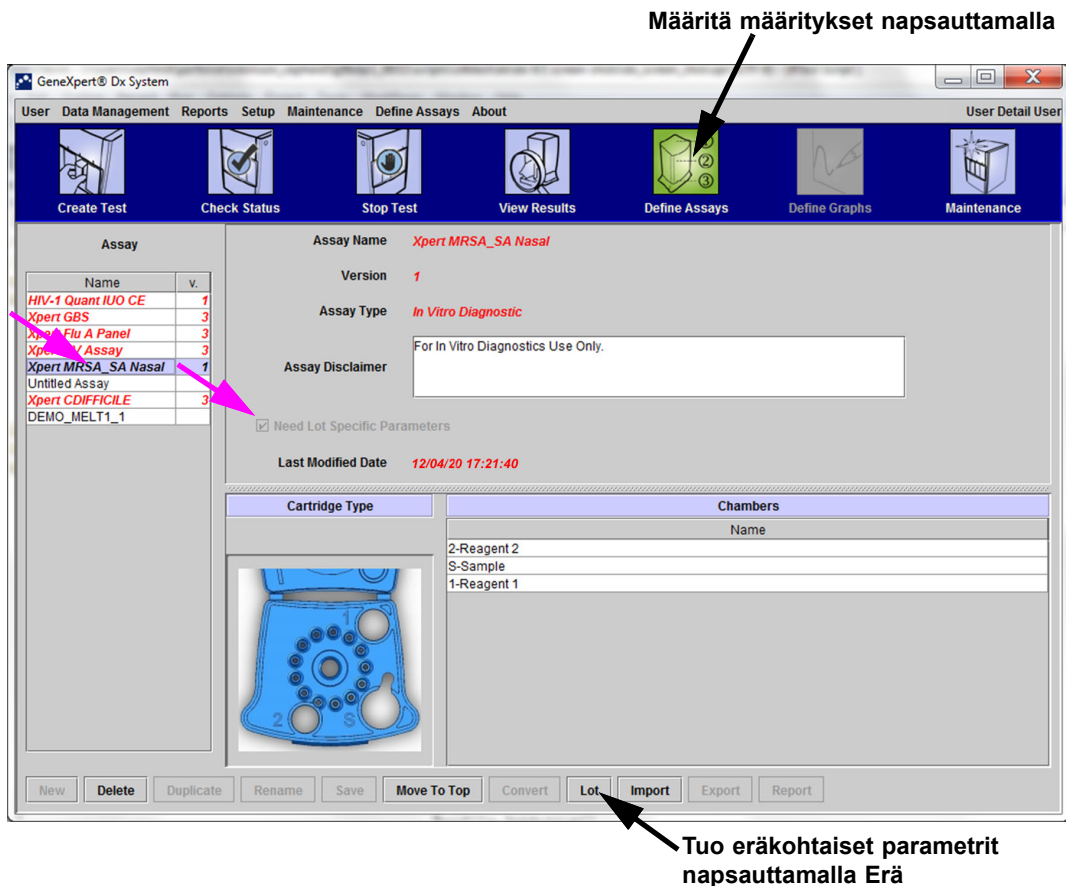 Määritä määritykset napsauttamalla
GeneXpert® Dx System
User Data Management Reports Setup Maintenance Define Assays About User Detail User
Create Test Check Status Stop Test View Results Define Assays Define Graphs Maintenance
Assay
Name v.
HIV-1 Quant IUO CE 1
Xpert GBS 3
Xpert Flu A Panel 3
Assay 3
Xpert MRSA_SA Nasal 1
Untitled Assay
Xpert CDIFFICILE 3
DEMO_MELT1_1
Assay Name Xpert MRSA_SA Nasal
Version 1
Assay Type In Vitro Diagnostic
Assay Disclaimer For In Vitro Diagnostics Use Only.
Need Lot Specific Parameters
Last Modified Date 12/04/20 17:21:40
Cartridge Type
1
2 S
Chambers
Name
2-Reagent 2
S-Sample
1-Reagent 1
New Delete Duplicate Rename Save Move To Top Convert Lot Import Export Report
Tuo eräkohtaiset parametrit
napsauttamalla Erä